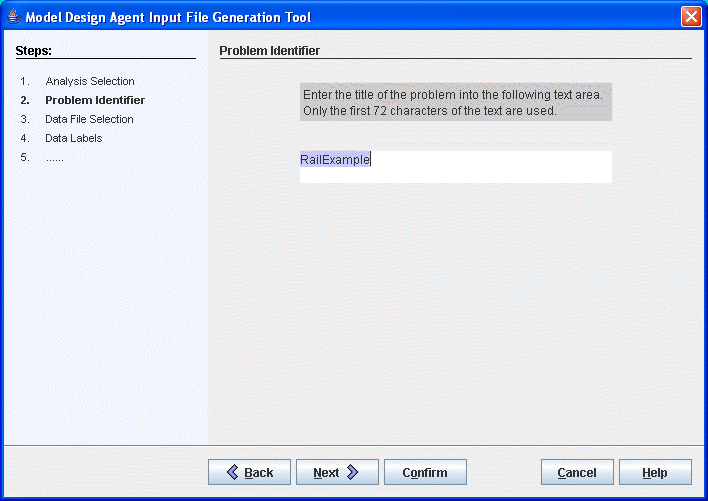 Model Design Agent Input File Generation Tool
Steps:
1. Analysis Selection
2. Problem Identifier
3. Data File Selection
4. Data Labels
5. ......
Problem Identifier
Enter the title of the problem into the following text area.
Only the first 72 characters of the text are used.
RailExample
Back Next Confirm Cancel Help